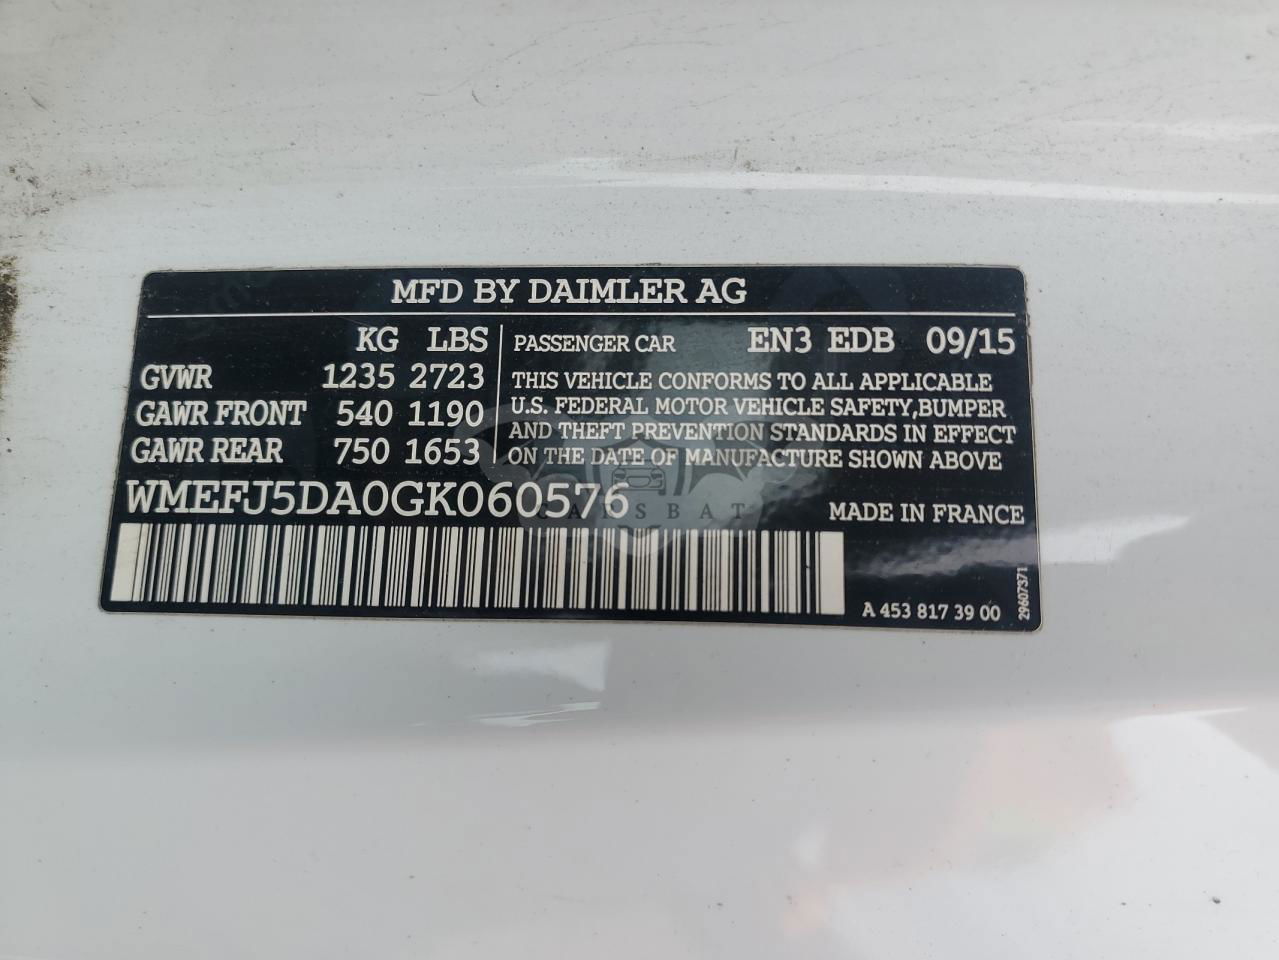 MFD BY DAIMLER AG
KG LBS
GVWR 1235 2723
GAWR FRONT 540 1190
GAWR REAR 750 1653
PASSENGER CAR EN3 EDB 09/15
THIS VEHICLE CONFORMS TO ALL APPLICABLE
U.S. FEDERAL MOTOR VEHICLE SAFETY,BUMPER
AND THEFT PREVENTION STANDARDS IN EFFECT
ON THE DATE OF MANUFACTURE SHOWN ABOVE
WMEFJ5DA0GK060576
CARSBAT
MADE IN FRANCE
A 453 817 39 00
29607371